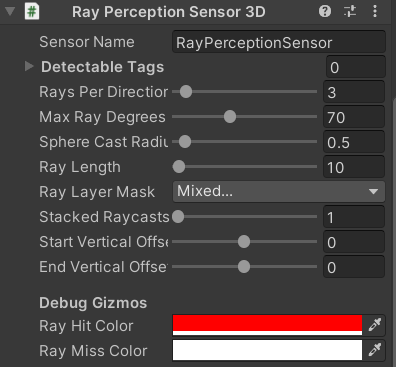 Ray Perception Sensor 3D
Sensor Name RayPerceptionSensor
Detectable Tags 0
Rays Per Direction 3
Max Ray Degrees 70
Sphere Cast Radiu 0.5
Ray Length 10
Ray Layer Mask Mixed...
Stacked Raycasts 1
Start Vertical Offse 0
End Vertical Offse 0
Debug Gizmos
Ray Hit Color
Ray Miss Color